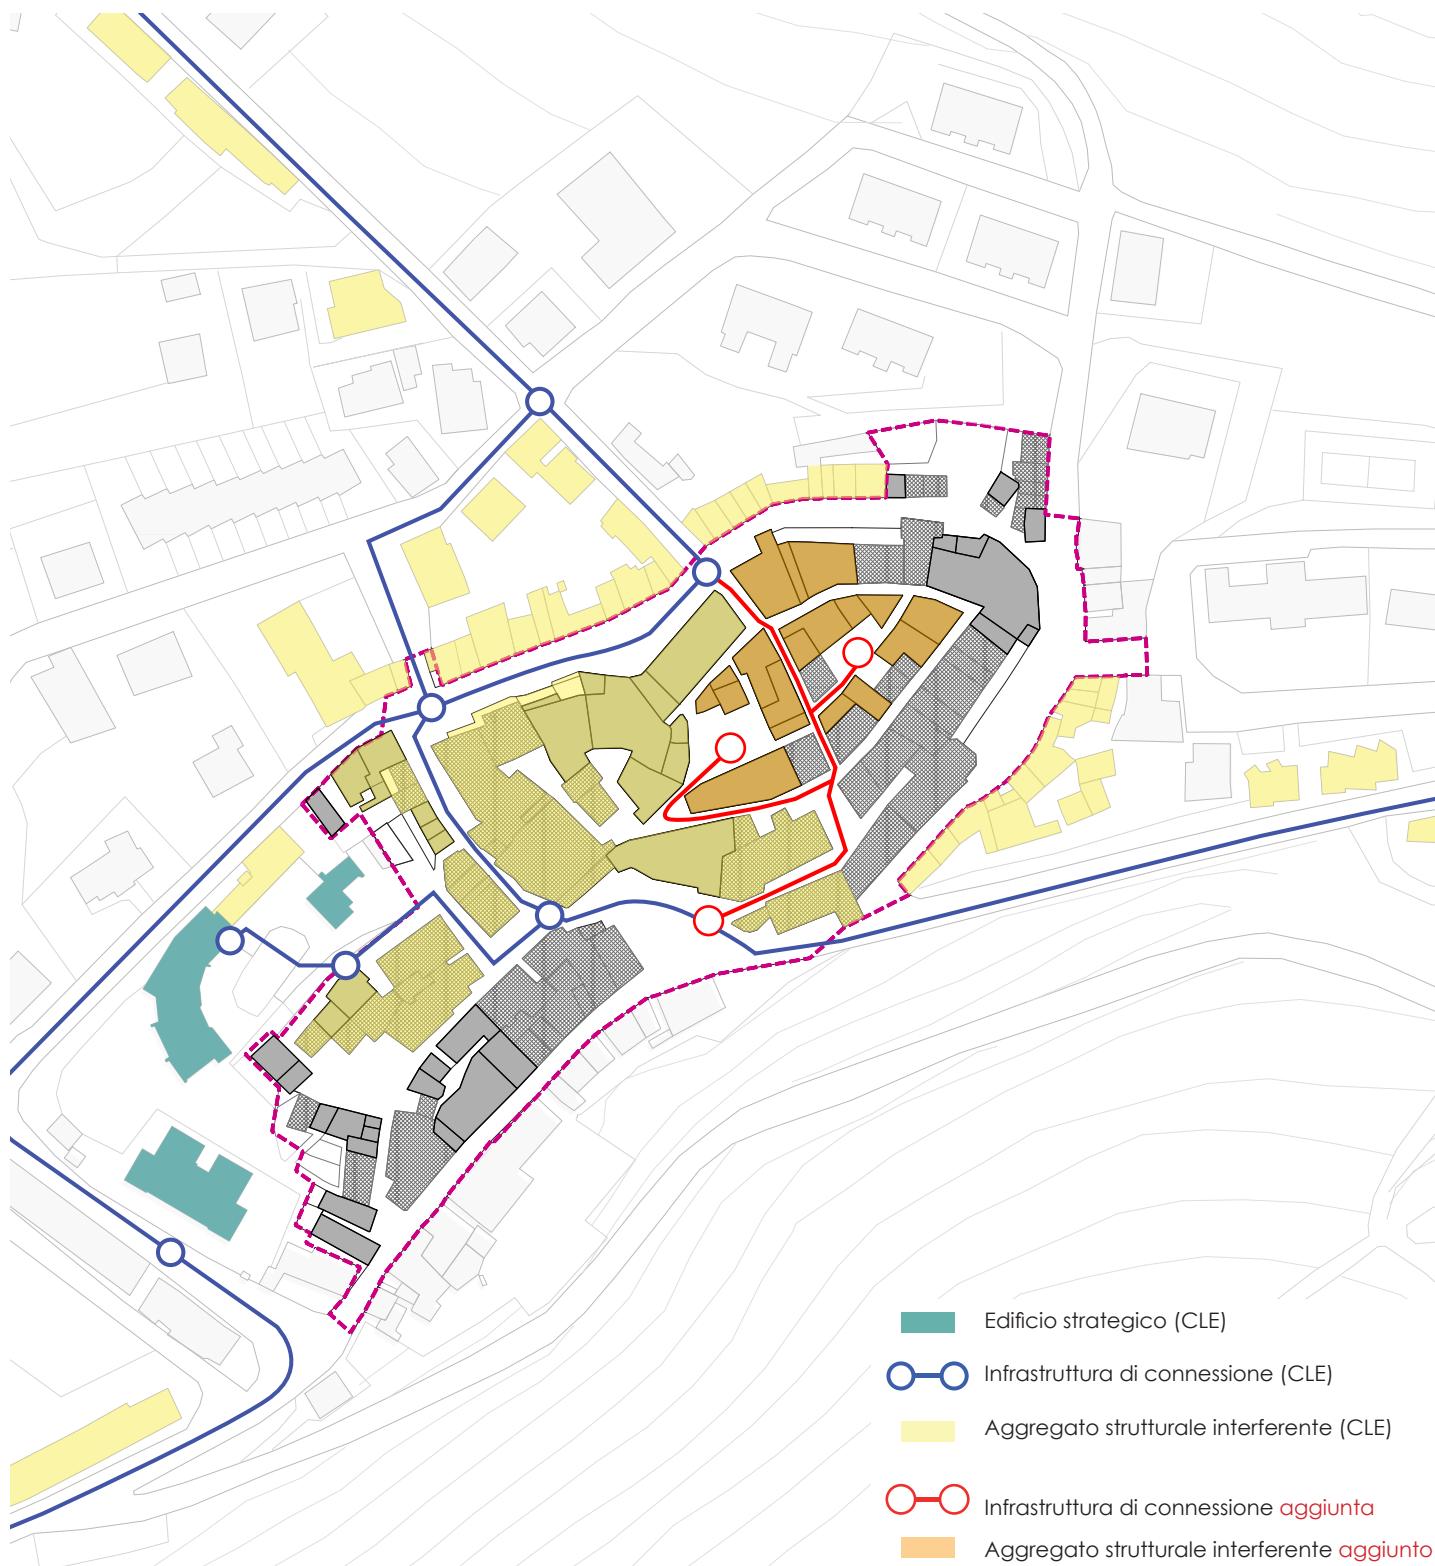 Edificio strategico (CLE)
Infrastruttura di connessione (CLE)
Aggregato strutturale interferente (CLE)
Infrastruttura di connessione aggiunta
Aggregato strutturale interferente aggiunto